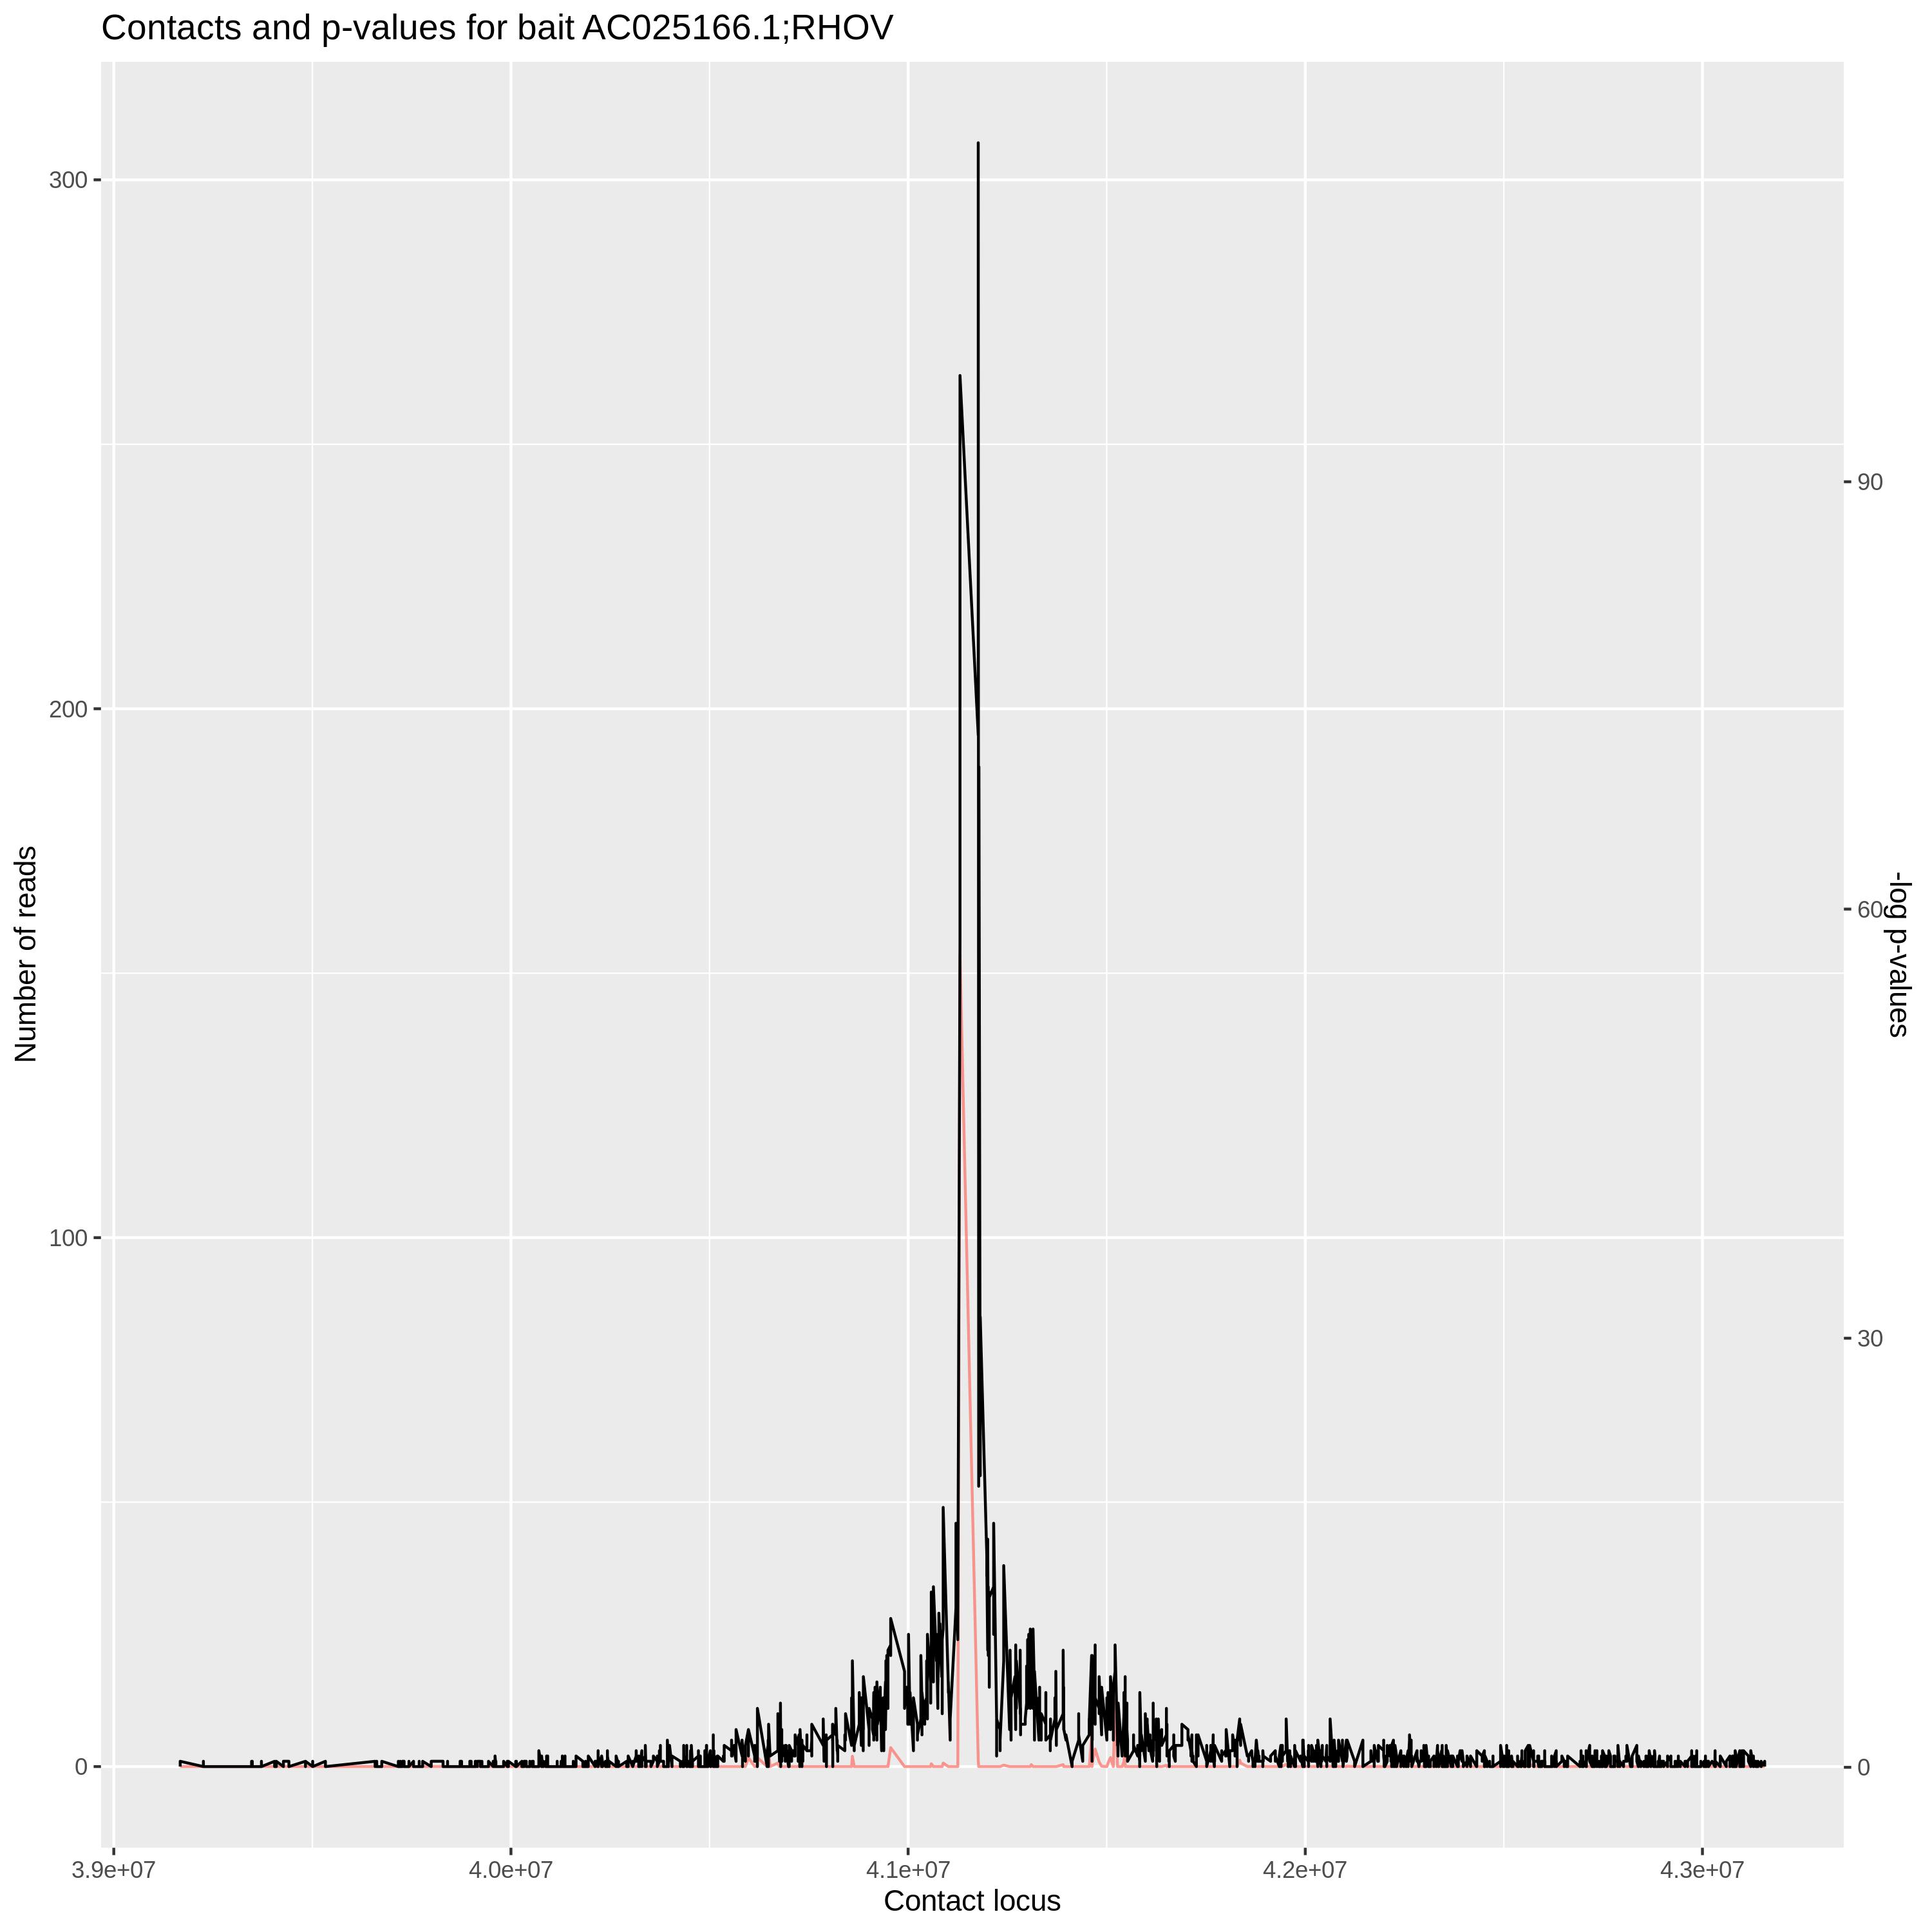 Contacts and p-values for bait AC025166.1;RHOV
300
200
100
0
Number of reads
90
60
30
0
-log p-values
3.9e+07
4.0e+07
4.1e+07
4.2e+07
4.3e+07
Contact locus